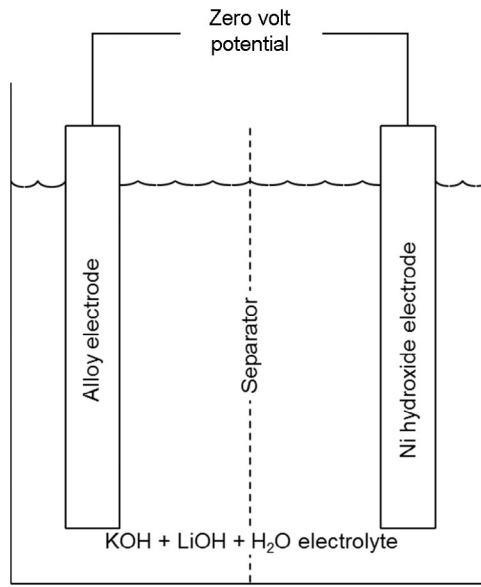 Zero volt
potential
Alloy electrode
Separator
Ni hydroxide electrode
KOH + LiOH + H₂O electrolyte